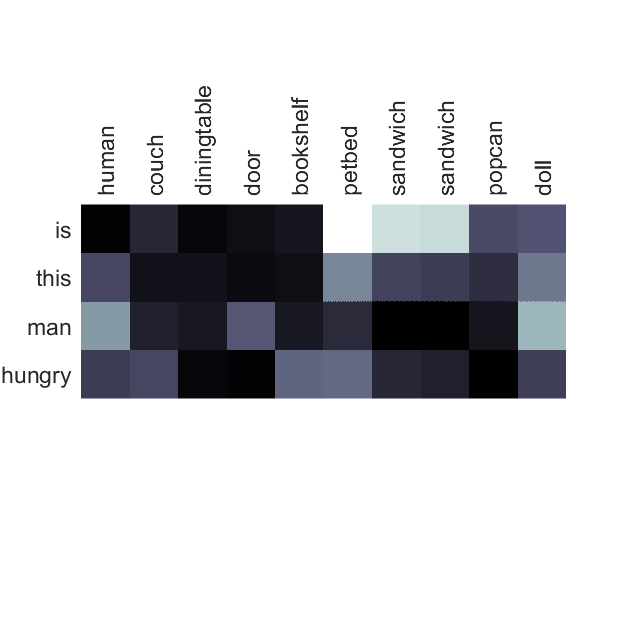 human
couch
diningtable
door
bookshelf
petbed
sandwich
sandwich
popcan
doll
is
this
man
hungry